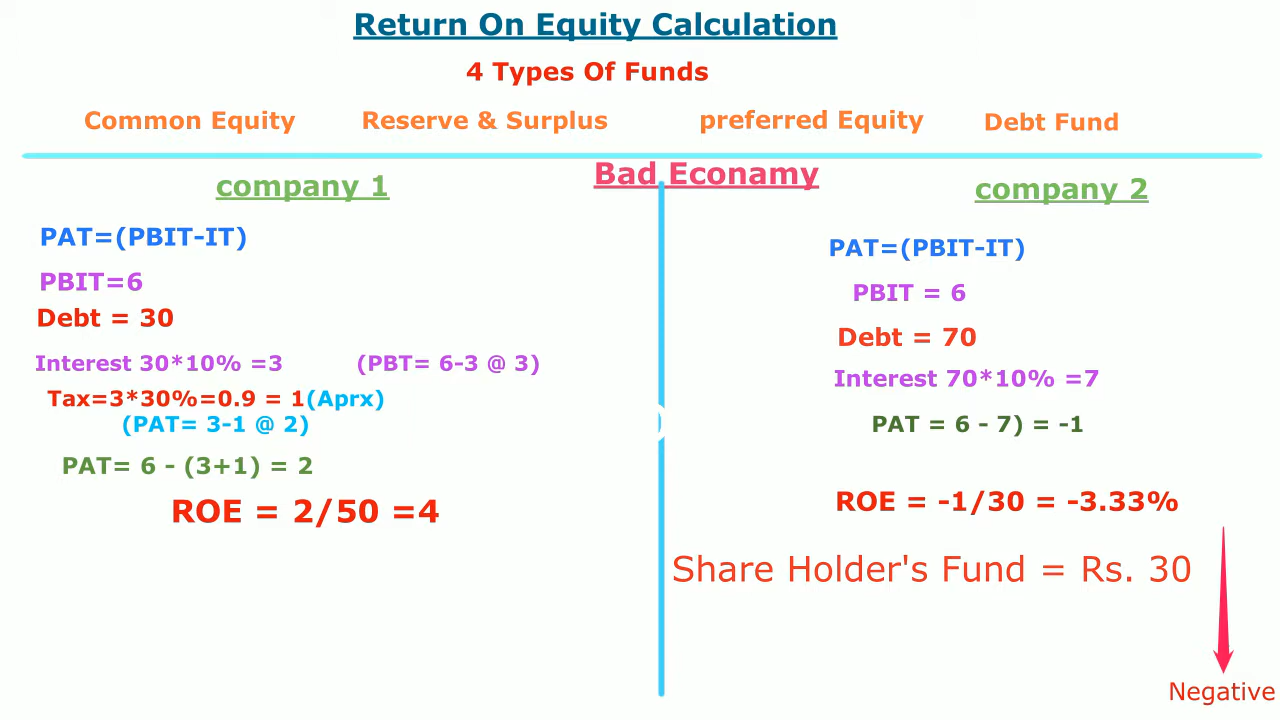 Return On Equity Calculation
4 Types Of Funds
Common Equity Reserve & Surplus preferred Equity Debt Fund
Bad Econamy
company 1
PAT=(PBIT-IT)
PBIT=6
Debt = 30
Interest 30*10% =3 (PBT= 6-3 @ 3)
Tax=3*30%=0.9 = 1(Aprx)
(PAT= 3-1 @ 2)
PAT= 6 - (3+1) = 2
ROE = 2/50 =4
company 2
PAT=(PBIT-IT)
PBIT = 6
Debt = 70
Interest 70*10% =7
PAT = 6 - 7) = -1
ROE = -1/30 = -3.33%
Share Holder's Fund = Rs. 30
Negative